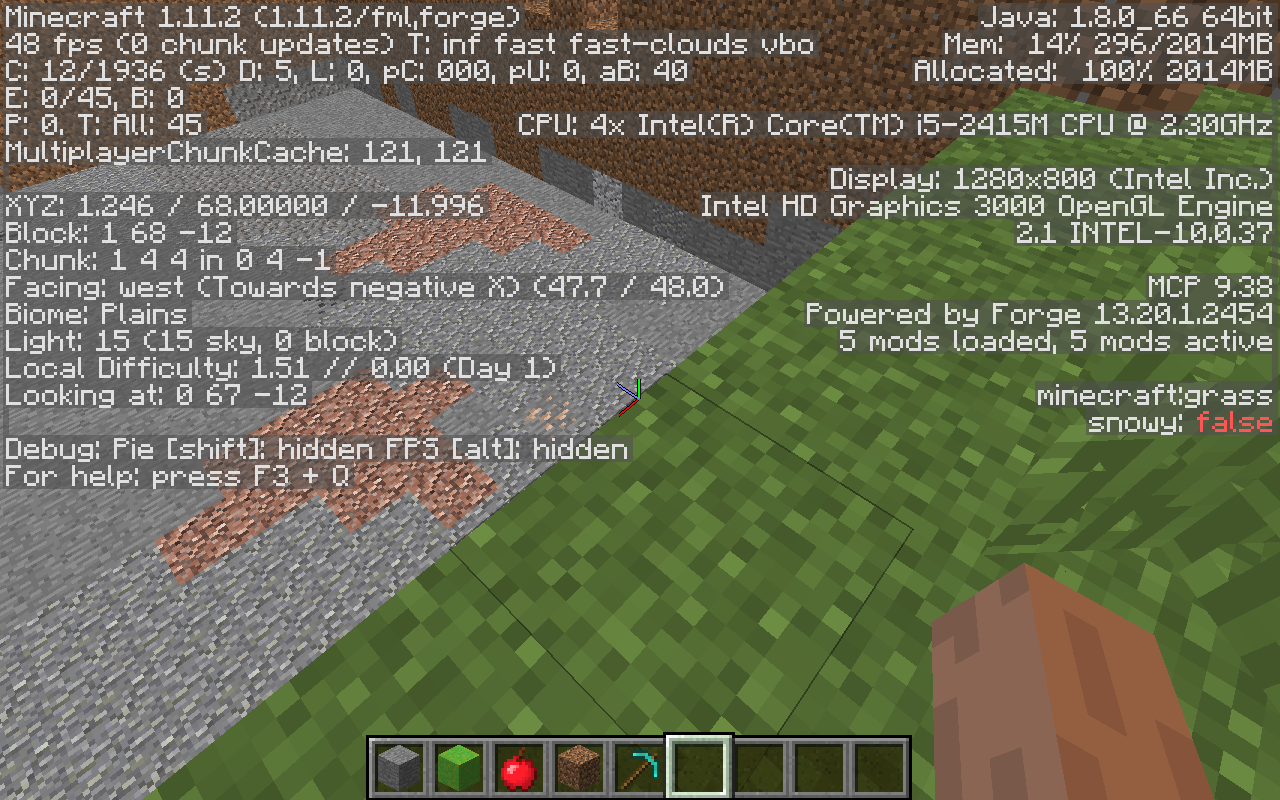 Minecraft 1.11.2 (1.11.2/fml,forge)
48 fps (0 chunk updates) T: inf fast fast-clouds vbo
C: 12/1936 (s) D: 5, L: 0, pC: 000, pU: 0, aB: 40
E: 0/45, B: 0
P: 0. T: All: 45
MultiplayerChunkCache: 121, 121
XYZ: 1.246 / 68.00000 / -11.996
Block: 1 68 -12
Chunk: 1 4 4 in 0 4 -1
Facing: west (Towards negative X) (47.7 / 48.0)
Biome: Plains
Light: 15 (15 sky, 0 block)
Local Difficulty: 1.51 // 0.00 (Day 1)
Looking at: 0 67 -12
Debug: Pie [shift]: hidden FPS [alt]: hidden
For help: press F3 + Q
Java: 1.8.0_66 64bit
Mem: 14% 296/2014MB
Allocated: 100% 2014MB
CPU: 4x Intel(R) Core(TM) i5-2415M CPU @ 2.30GHz
Display: 1280x800 (Intel Inc.)
Intel HD Graphics 3000 OpenGL Engine
2.1 INTEL-10.0.37
MCP 9.38
Powered by Forge 13.20.1.2454
5 mods loaded, 5 mods active
minecraft:grass
snowy: false